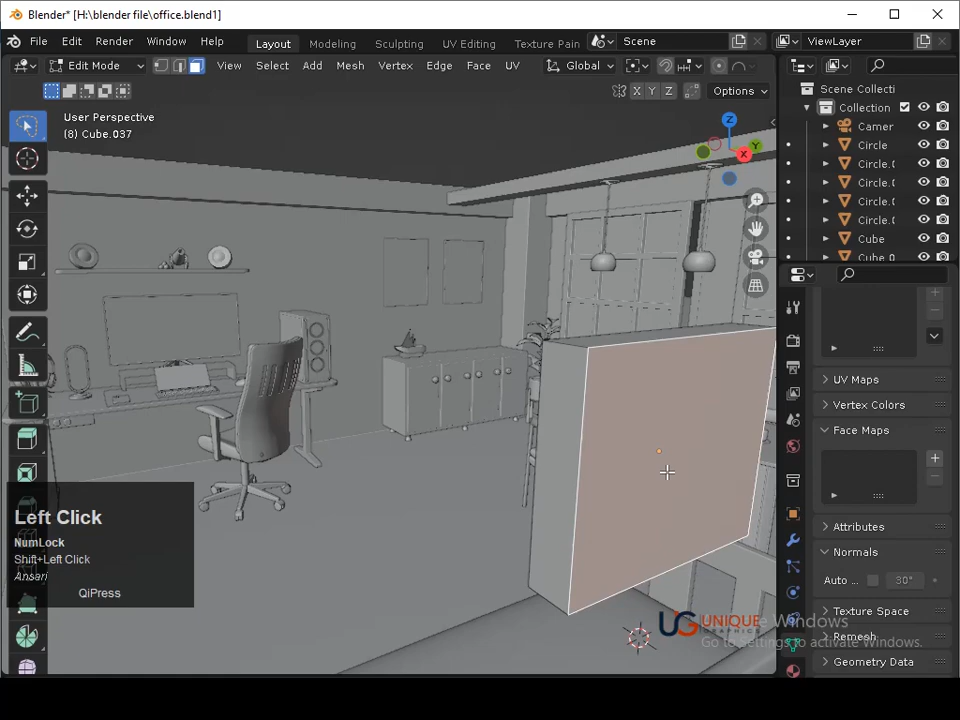 Blender* [H:\blender file\office.blend1]
File Edit Render Window Help Layout Modeling Sculpting UV Editing Texture Pain Scene ViewLayer
Edit Mode View Select Add Mesh Vertex Edge Face UV Global
X Y Z Options
User Perspective
(8) Cube.037
Z
Y
X
Scene Collecti
Collection
Camer
Circle
Circle.(
Circle.(
Circle.(
Circle.(
Cube
Cube.0
UV Maps
Vertex Colors
Face Maps
Attributes
Normals
Auto ... 30°
Texture Space
Remesh
Geometry Data
Left Click
NumLock
Shift+Left Click
Ansari
QiPress
UG UNIQUE
GRAPHICS
Windows
Go to Settings to activate Windows.